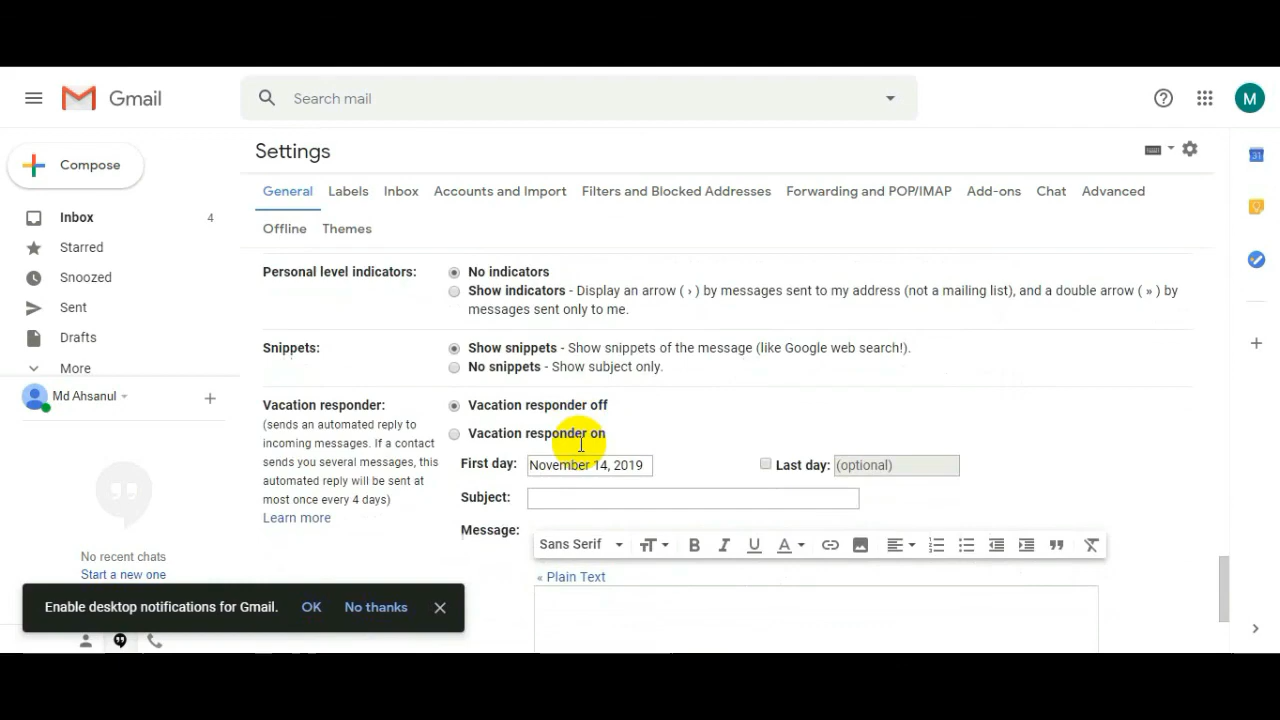 Gmail
Search mail
M
Compose
Settings
General Labels Inbox Accounts and Import Filters and Blocked Addresses Forwarding and POP/IMAP Add-ons Chat Advanced
Offline Themes
Inbox 4
Starred
Snoozed
Sent
Drafts
More
Md Ahsanul
No recent chats
Start a new one
Personal level indicators:
No indicators
Show indicators - Display an arrow ( › ) by messages sent to my address (not a mailing list), and a double arrow ( » ) by
messages sent only to me.
Snippets:
Show snippets - Show snippets of the message (like Google web search!).
No snippets - Show subject only.
Vacation responder:
(sends an automated reply to
incoming messages. If a contact
sends you several messages, this
automated reply will be sent at
most once every 4 days)
Learn more
Vacation responder off
Vacation responder on
First day: November 14, 2019 Last day: (optional)
Subject:
Message:
Sans Serif
« Plain Text
Enable desktop notifications for Gmail. OK No thanks
31